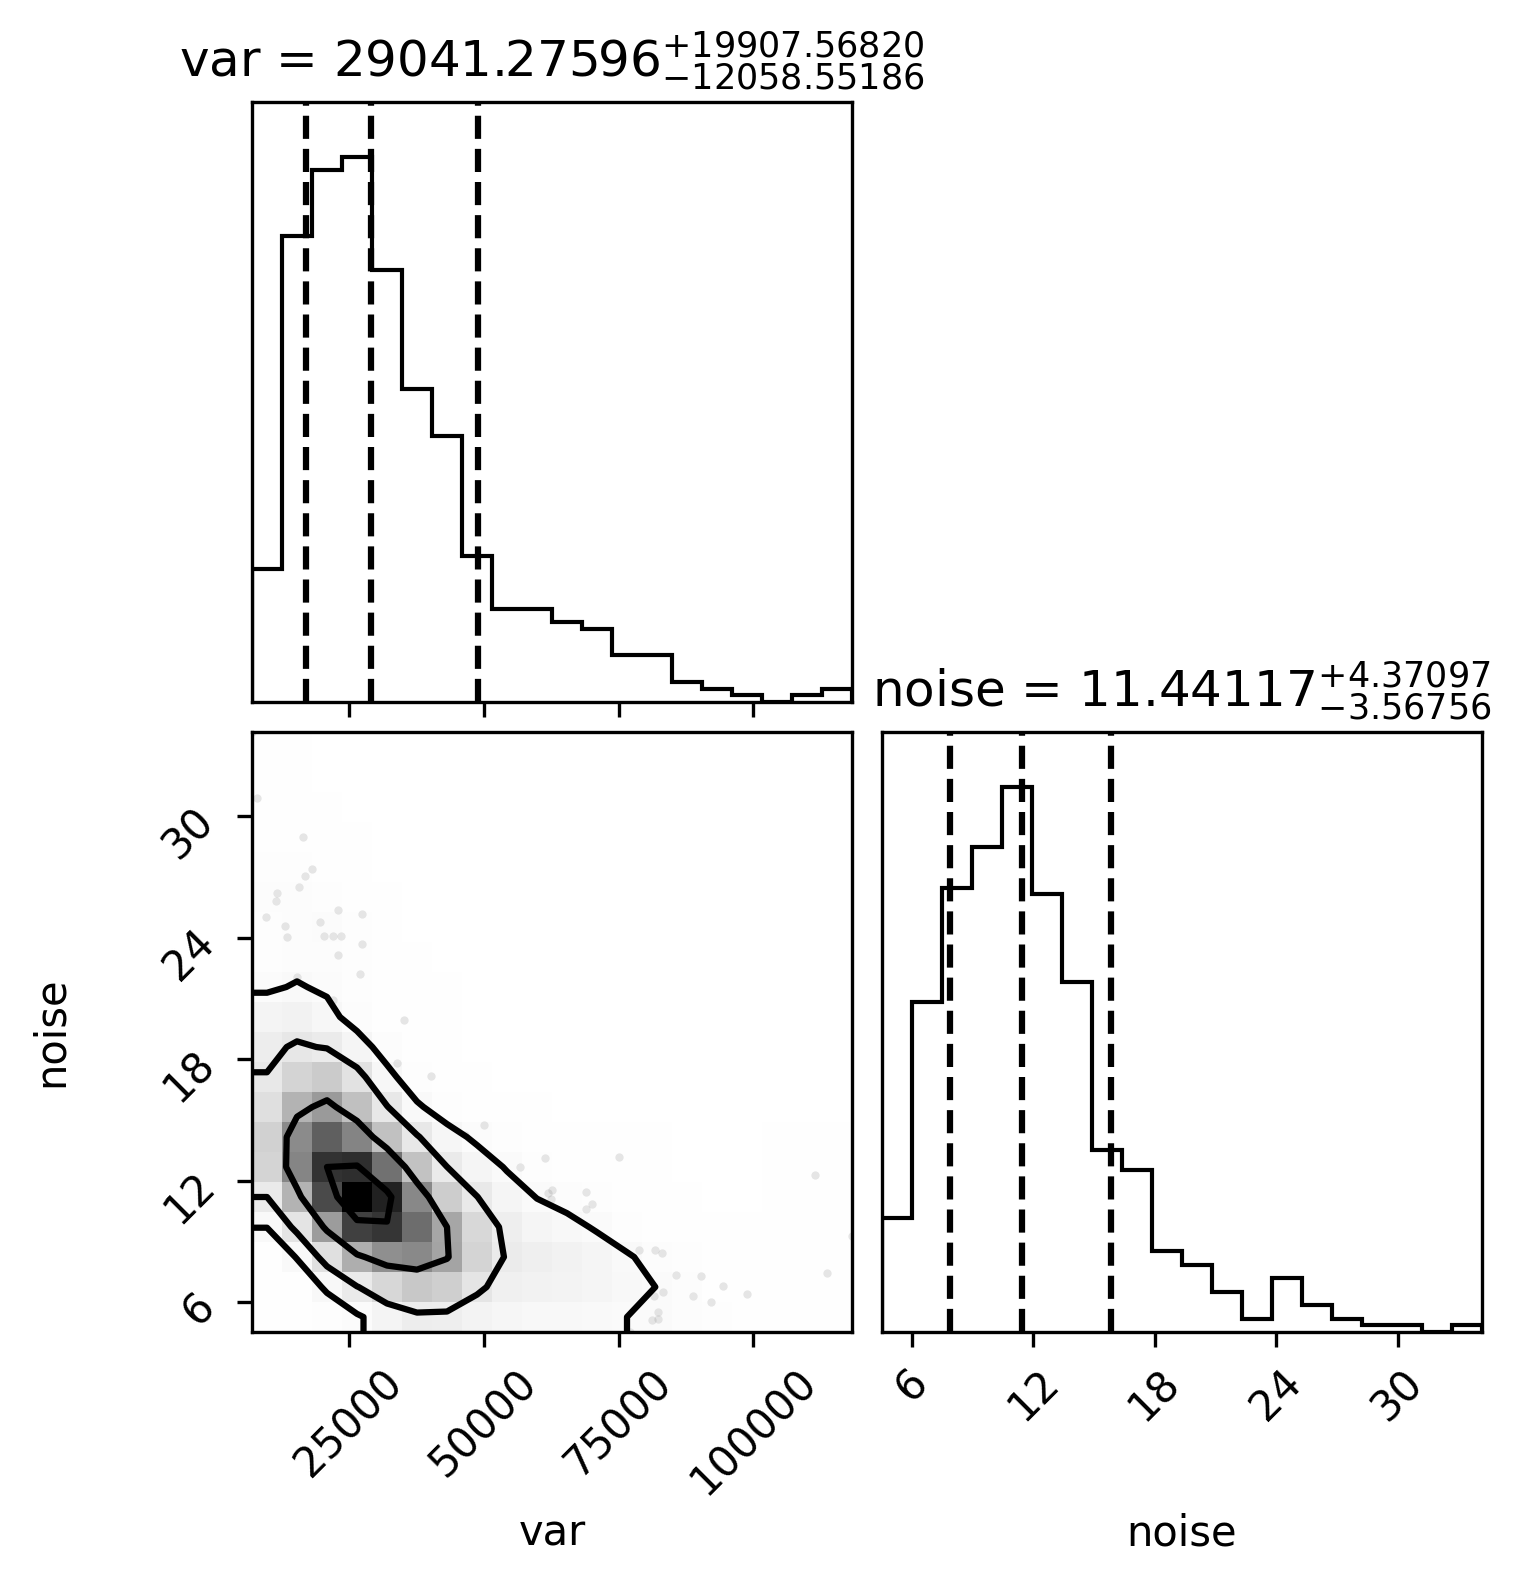 var = 29041.27596+19907.56820−12058.55186
noise = 11.44117+4.37097−3.56756
30
24
18
12
6
noise
25000 50000 75000 100000
6 12 18 24 30
var
noise